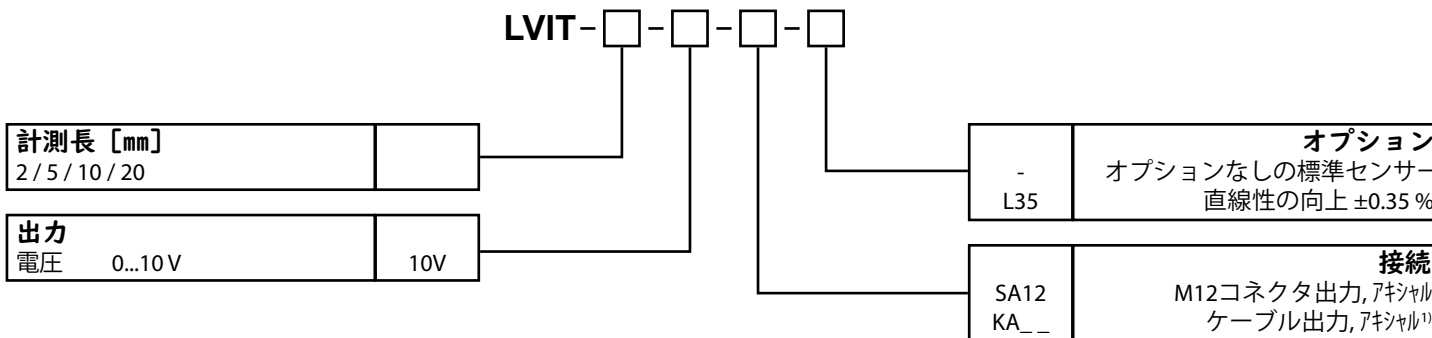 LVIT- - - -
計測長 [mm]
2 / 5 / 10 / 20
出力
電圧 0...10 V 10V
オプション
- オプションなしの標準センサー
L35 直線性の向上 ±0.35 %
接続
SA12 M12コネクタ出力, ｱｷｼｬﾙ
KA_ _ ケーブル出力, ｱｷｼｬﾙ¹⁾